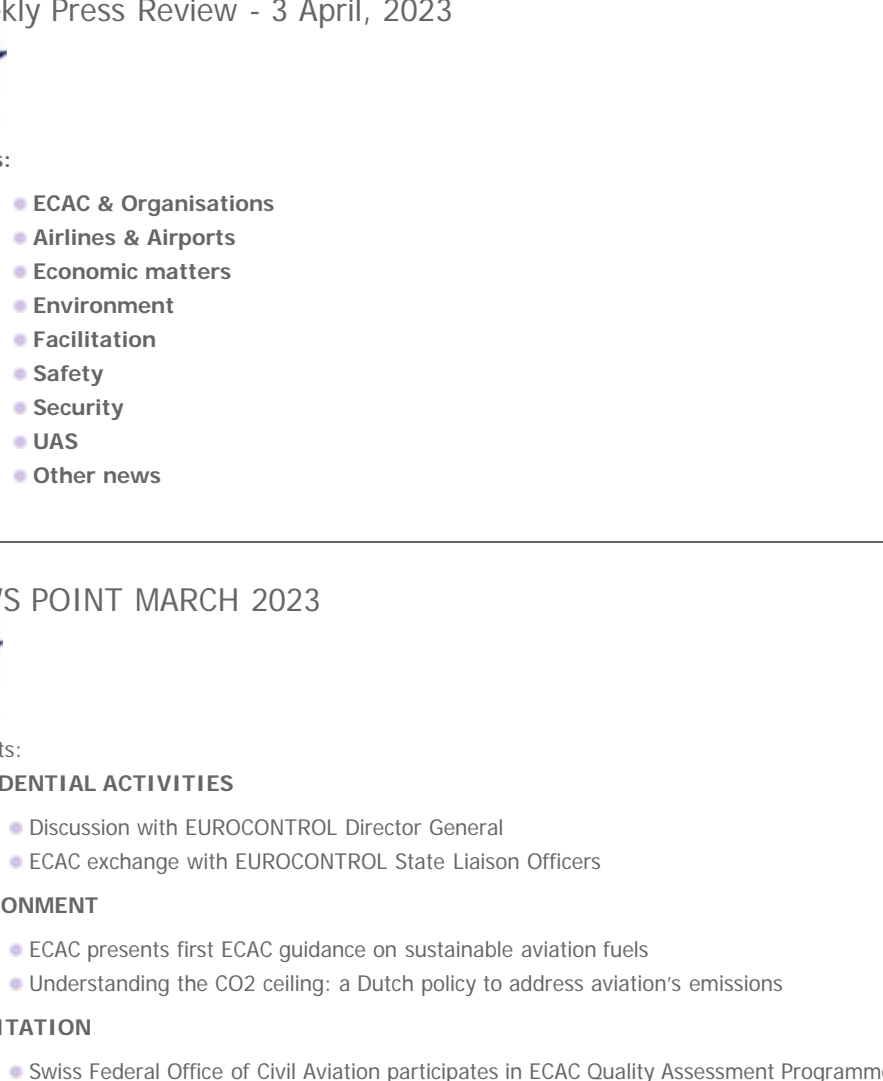 kly Press Review - 3 April, 2023
s:
ECAC & Organisations
Airlines & Airports
Economic matters
Environment
Facilitation
Safety
Security
UAS
Other news
WS POINT MARCH 2023
ts:
DENTIAL ACTIVITIES
Discussion with EUROCONTROL Director General
ECAC exchange with EUROCONTROL State Liaison Officers
ONMENT
ECAC presents first ECAC guidance on sustainable aviation fuels
Understanding the CO2 ceiling: a Dutch policy to address aviation's emissions
ITATION
Swiss Federal Office of Civil Aviation participates in ECAC Quality Assessment Programme